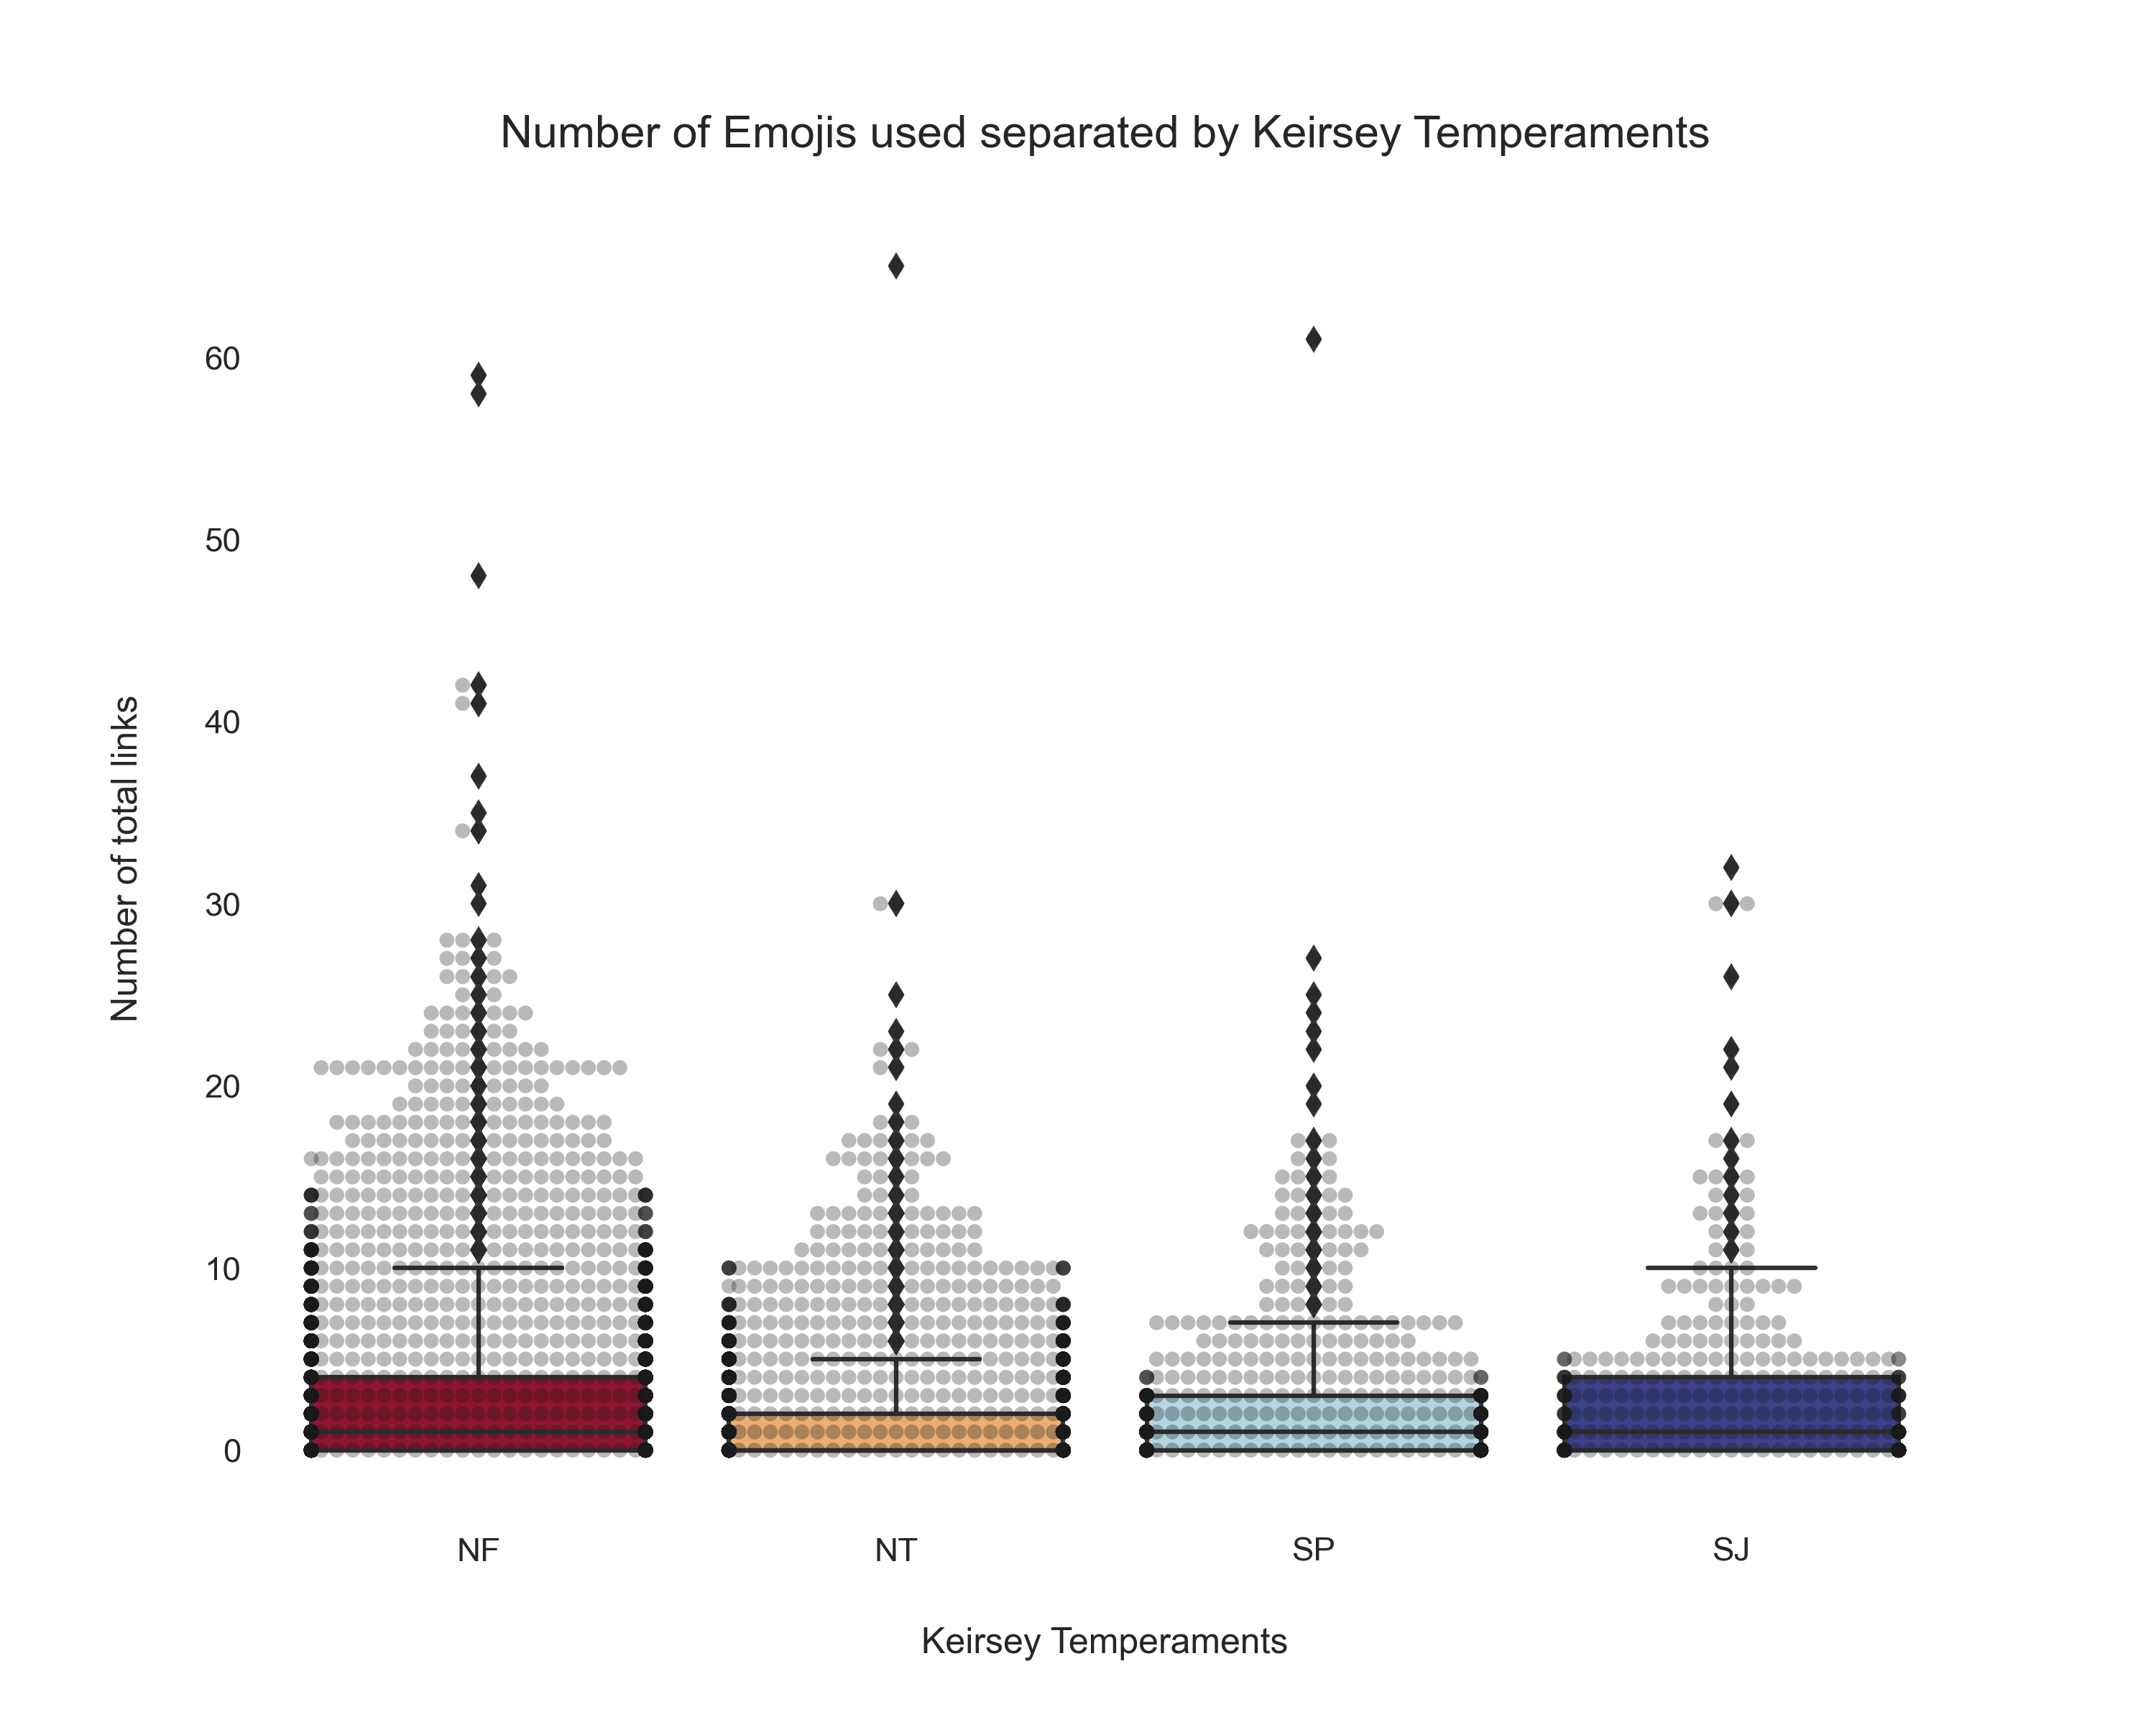 Number of Emojis used separated by Keirsey Temperaments
Number of total links
60
50
40
30
20
10
0
NF
NT
SP
SJ
Keirsey Temperaments